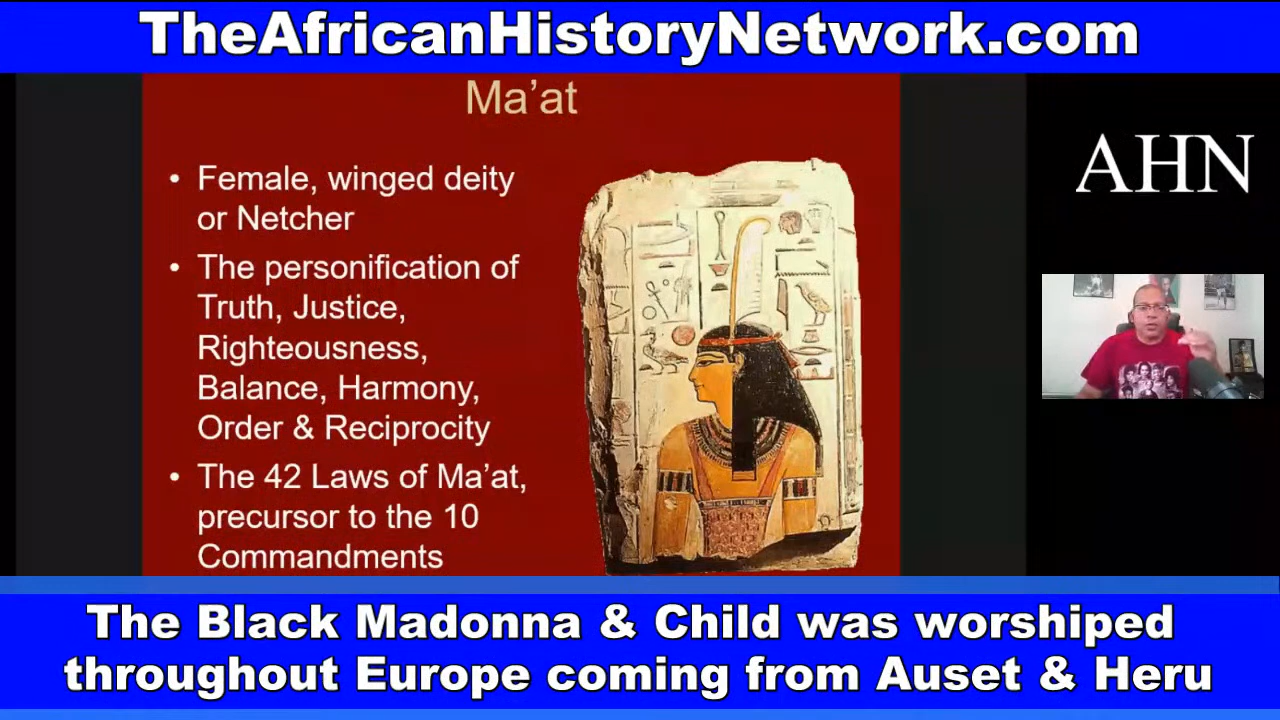 TheAfricanHistoryNetwork.com
Ma’at
• Female, winged deity
or Netcher
• The personification of
Truth, Justice,
Righteousness,
Balance, Harmony,
Order & Reciprocity
• The 42 Laws of Ma’at,
precursor to the 10
Commandments
AHN
The Black Madonna & Child was worshiped
throughout Europe coming from Auset & Heru